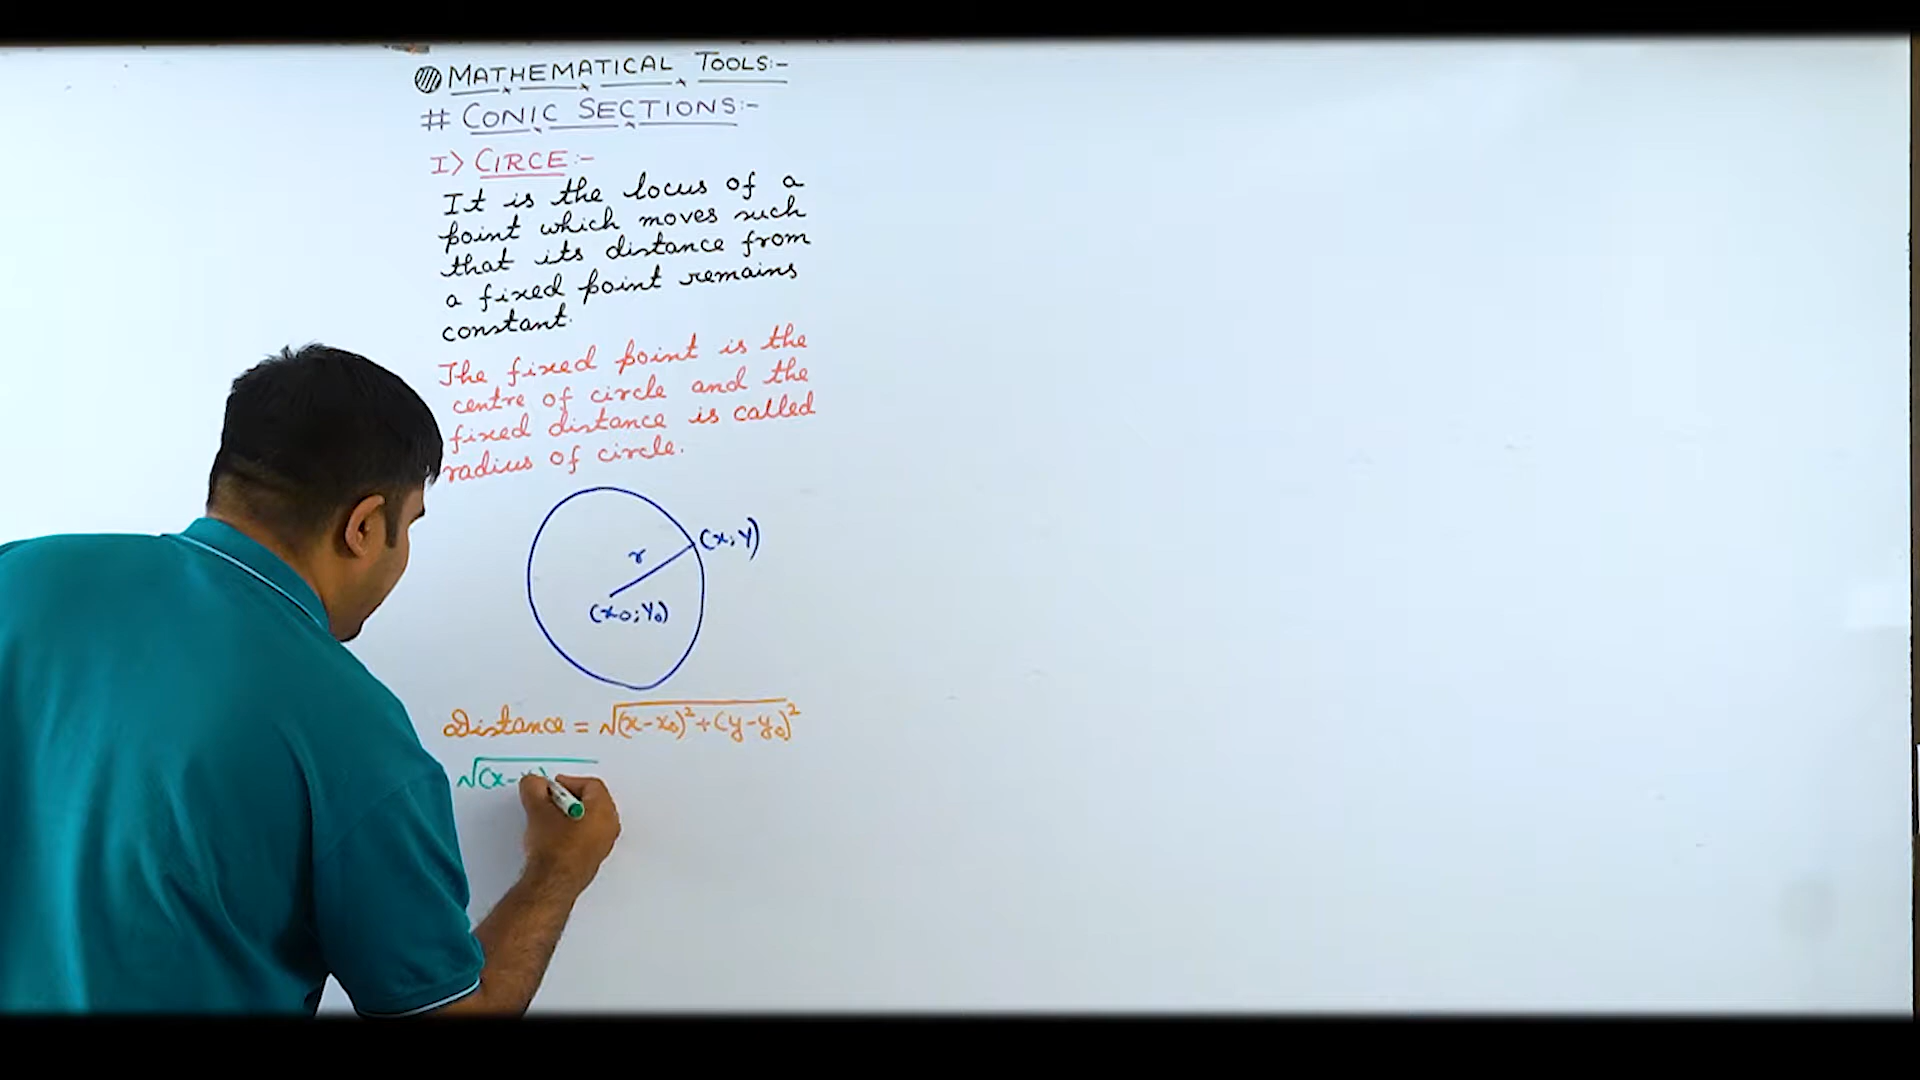 MATHEMATICAL TOOLS:-
# CONIC SECTIONS:-
I> CIRCE:-
It is the locus of a
point which moves such
that its distance from
a fixed point remains
constant.
The fixed point is the
centre of circle and the
fixed distance is called
radius of circle.
(x, y)
r
(x₀; y₀)
Distance = √(x-x₀)²+(y-y₀)²
√(x-